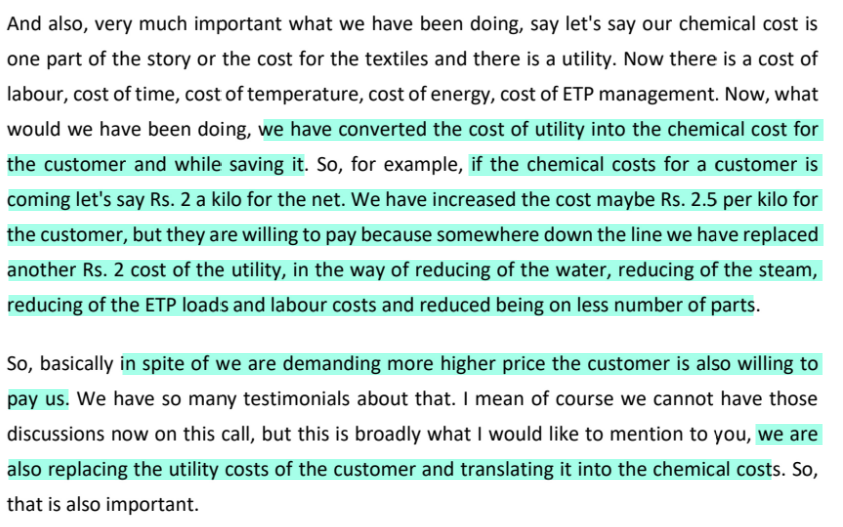 And also, very much important what we have been doing, say let's say our chemical cost is
one part of the story or the cost for the textiles and there is a utility. Now there is a cost of
labour, cost of time, cost of temperature, cost of energy, cost of ETP management. Now, what
would we have been doing, we have converted the cost of utility into the chemical cost for
the customer and while saving it. So, for example, if the chemical costs for a customer is
coming let's say Rs. 2 a kilo for the net. We have increased the cost maybe Rs. 2.5 per kilo for
the customer, but they are willing to pay because somewhere down the line we have replaced
another Rs. 2 cost of the utility, in the way of reducing of the water, reducing of the steam,
reducing of the ETP loads and labour costs and reduced being on less number of parts.
So, basically in spite of we are demanding more higher price the customer is also willing to
pay us. We have so many testimonials about that. I mean of course we cannot have those
discussions now on this call, but this is broadly what I would like to mention to you, we are
also replacing the utility costs of the customer and translating it into the chemical costs. So,
that is also important.